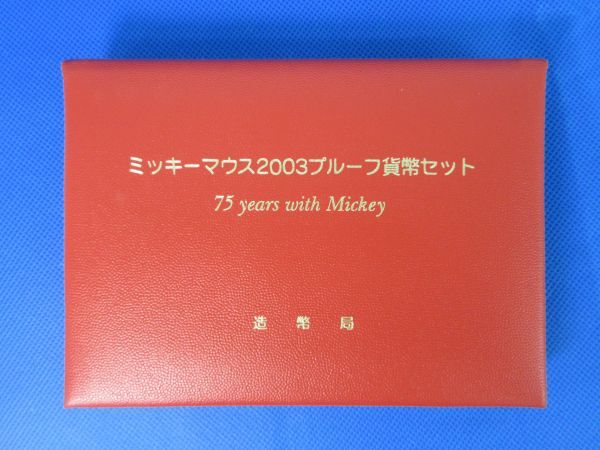 ミッキーマウス2003プルーフ貨幣セット
75 years with Mickey
造幣局